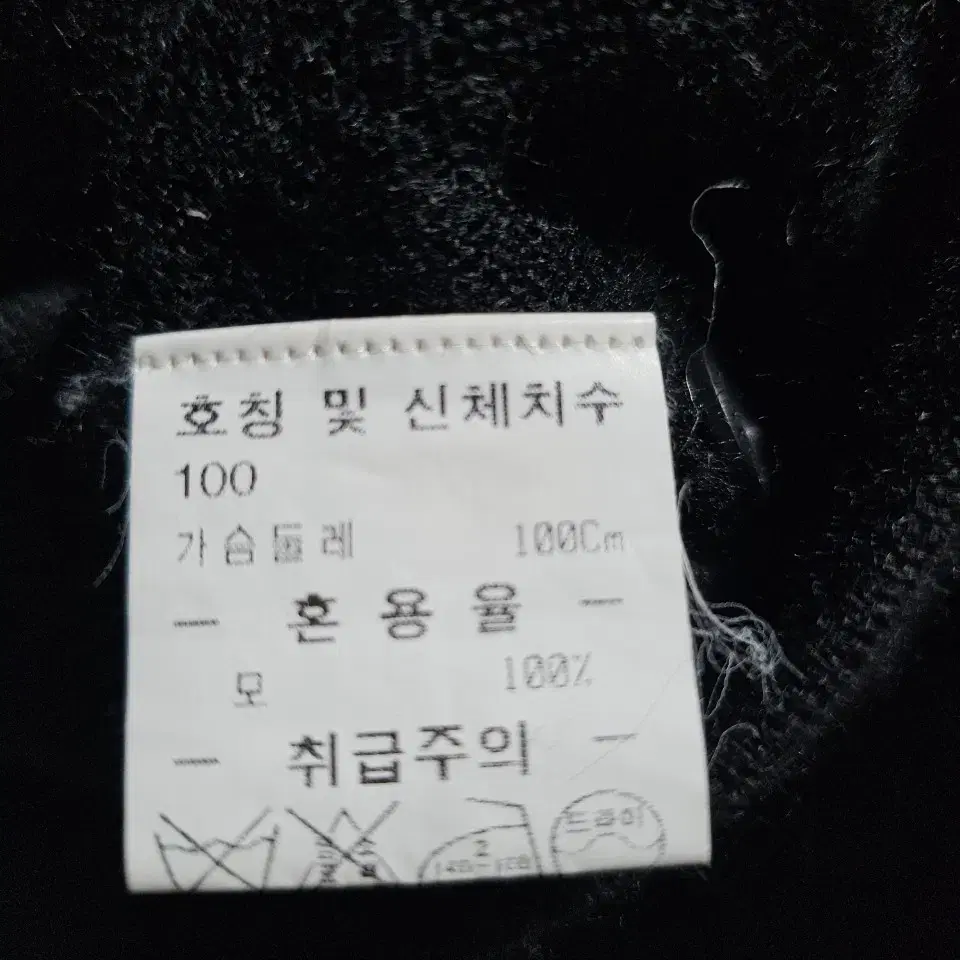 호칭 및 신체치수
100
가슴둘레 100Cm
— 혼용율 —
모 100%
— 취급주의 —
드라이